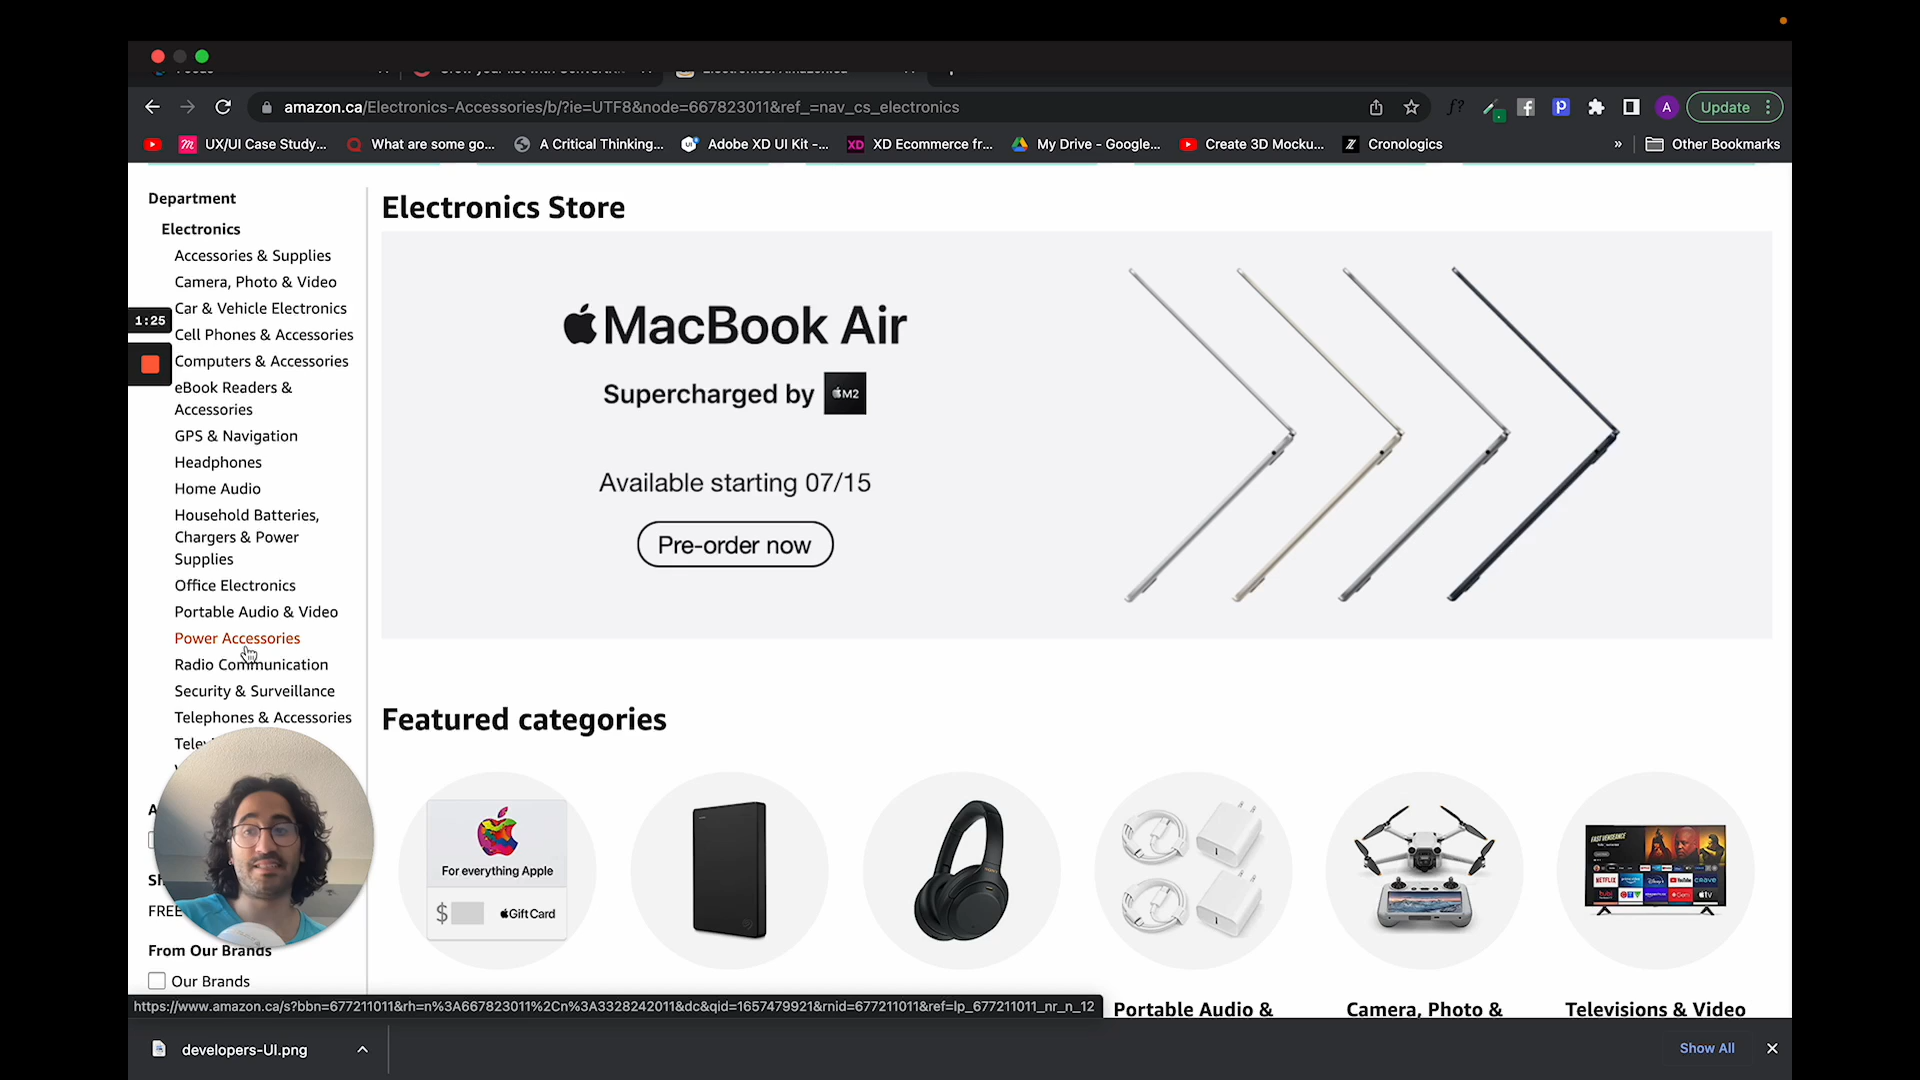 amazon.ca/Electronics-Accessories/b/?ie=UTF8&node=667823011&ref_=nav_cs_electronics
A
Update
UX/UI Case Study...
What are some go...
A Critical Thinking...
Adobe XD UI Kit -...
XD Ecommerce fr...
My Drive - Google...
Create 3D Mocku...
Cronologics
»
Other Bookmarks
Department
Electronics
Accessories & Supplies
Camera, Photo & Video
Car & Vehicle Electronics
1:25
Cell Phones & Accessories
Computers & Accessories
eBook Readers &
Accessories
GPS & Navigation
Headphones
Home Audio
Household Batteries,
Chargers & Power
Supplies
Office Electronics
Portable Audio & Video
Power Accessories
Radio Communication
Security & Surveillance
Telephones & Accessories
FREE
From Our Brands
Our Brands
Electronics Store
MacBook Air
Supercharged by M2
Available starting 07/15
Pre-order now
Featured categories
For everything Apple
$
Gift Card
Portable Audio &
Camera, Photo &
Televisions & Video
https://www.amazon.ca/s?bbn=677211011&rh=n%3A667823011%2Cn%3A3328242011&dc&qid=1657479921&rnid=677211011&ref=lp_677211011_nr_n_12
developers-UI.png
Show All